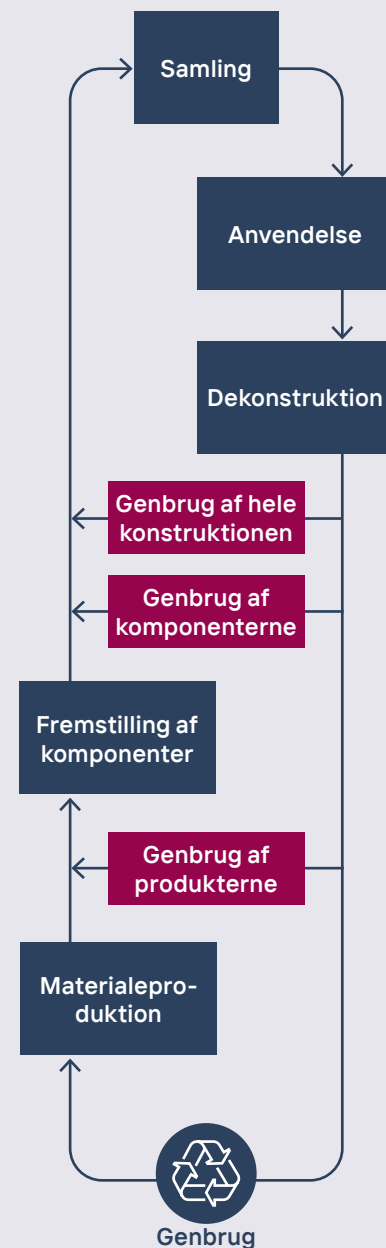 Samling
Anvendelse
Dekonstruktion
Genbrug af hele
konstruktionen
Genbrug af
komponenterne
Fremstilling af
komponenter
Genbrug af
produkterne
Materialepro-
duktion
Genbrug